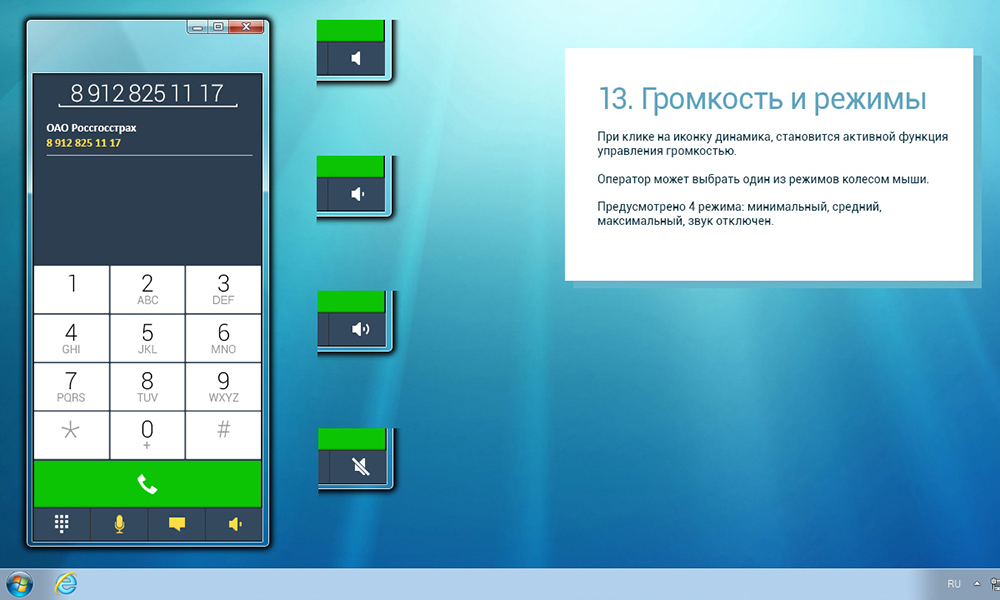 8 912 825 11 17
ОАО Россгосстрах
8 912 825 11 17
1
2
ABC
3
DEF
4
GHI
5
JKL
6
MNO
7
PQRS
8
TUV
9
WXYZ
*
0
+
#
13. Громкость и режимы
При клике на иконку динамика, становится активной функция
управления громкостью.
Оператор может выбрать один из режимов колесом мыши.
Предусмотрено 4 режима: минимальный, средний,
максимальный, звук отключен.
RU